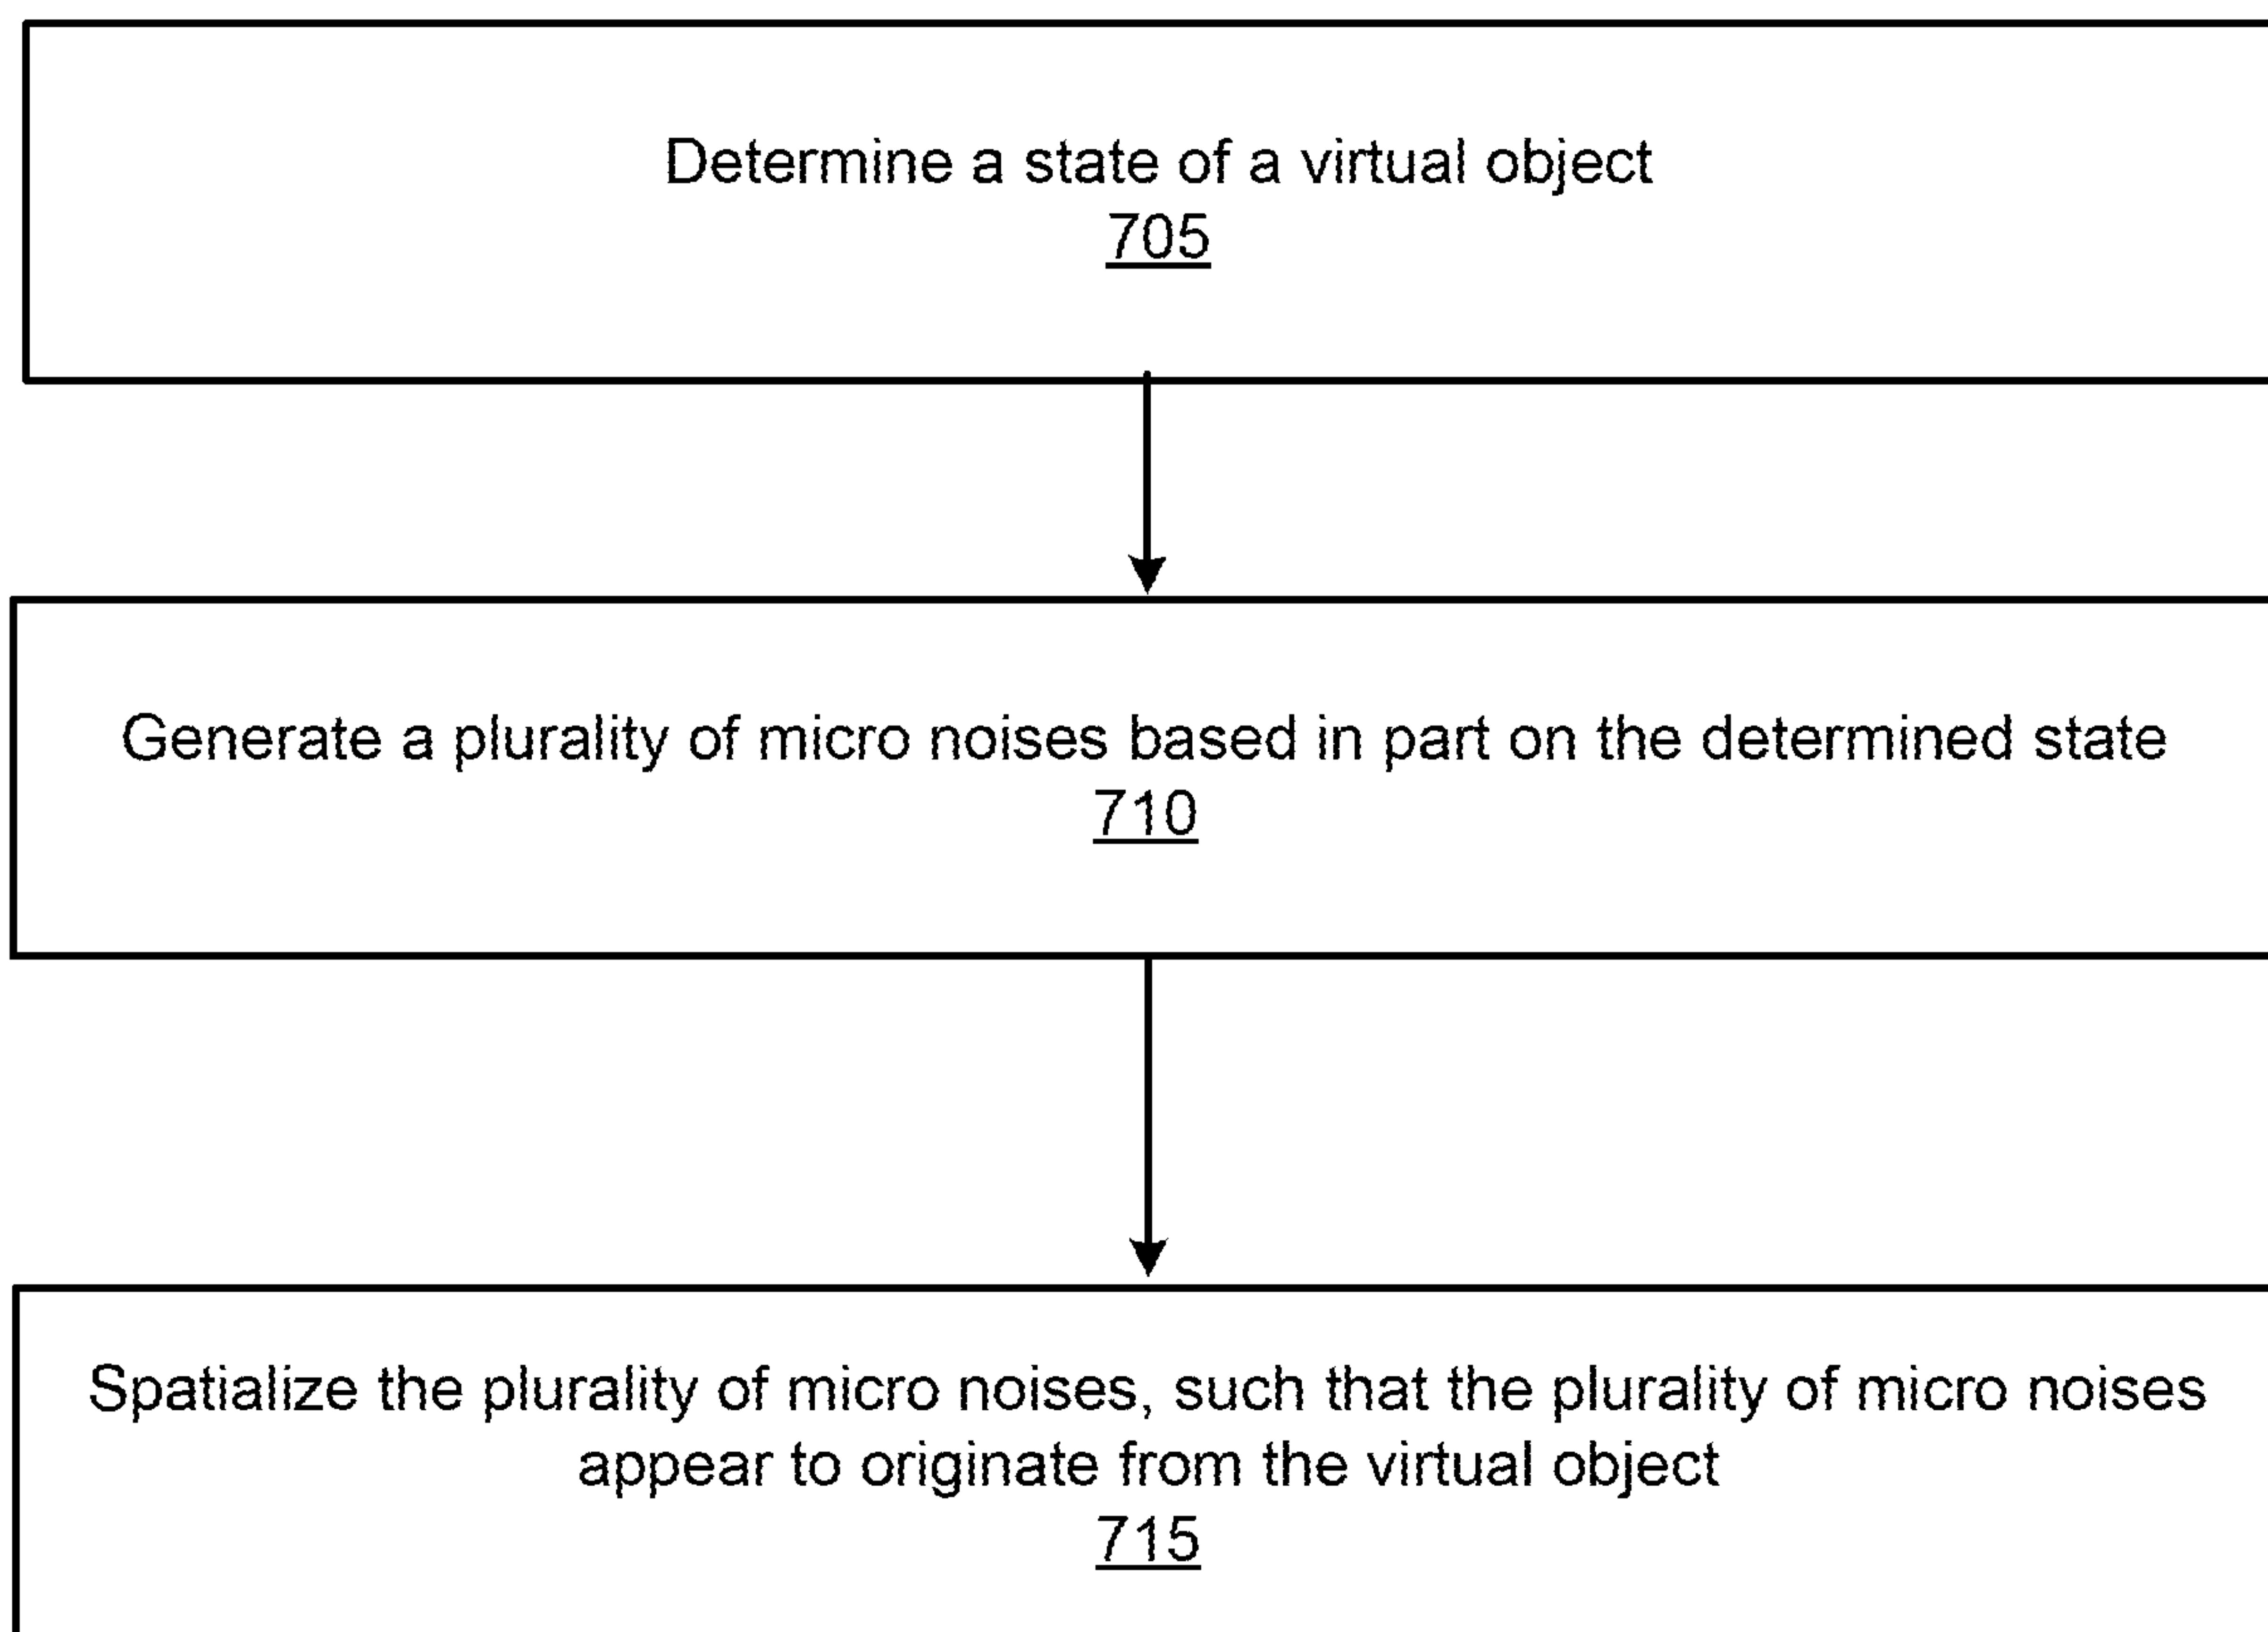 Determine a state of a virtual object
705
Generate a plurality of micro noises based in part on the determined state
710
Spatialize the plurality of micro noises, such that the plurality of micro noises
appear to originate from the virtual object
715